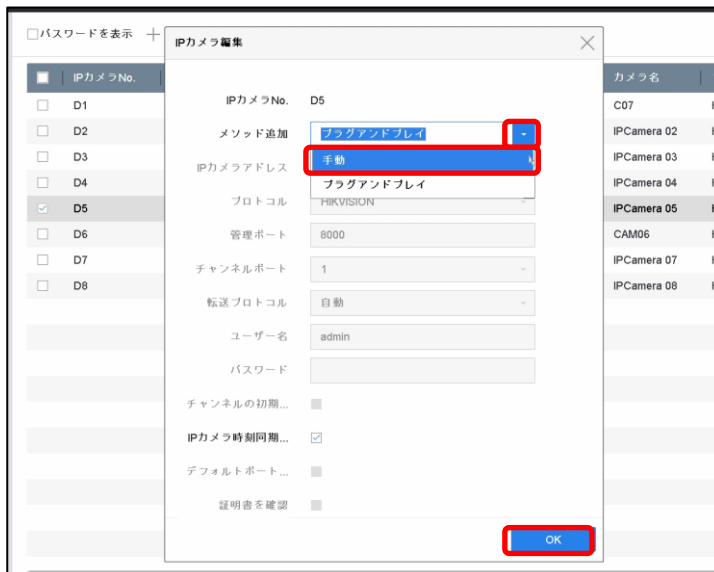 パスワードを表示
IPカメラ編集
IPカメラNo.
カメラ名
IPカメラNo. D5
D1
C07
D2
メソッド追加 プラグアンドプレイ
IPCamera 02
D3
IPカメラアドレス 手動
IPCamera 03
D4
プラグアンドプレイ
IPCamera 04
D5
プロトコル HIKVISION
IPCamera 05
D6
管理ポート 8000
CAM06
D7
チャンネルポート 1
IPCamera 07
D8
転送プロトコル 自動
IPCamera 08
ユーザー名 admin
パスワード
チャンネルの初期...
IPカメラ時刻同期...
デフォルトポート...
証明書を確認
OK